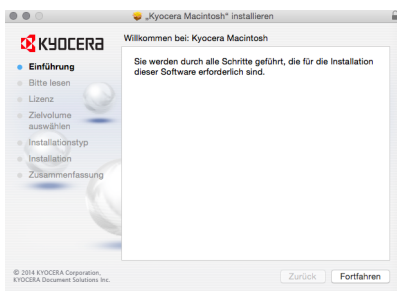 „Kyocera Macintosh“ installieren
KYOCERA
Willkommen bei: Kyocera Macintosh
Einführung
Bitte lesen
Lizenz
Zielvolume
auswählen
Installationstyp
Installation
Zusammenfassung
Sie werden durch alle Schritte geführt, die für die Installation
dieser Software erforderlich sind.
© 2014 KYOCERA Corporation,
KYOCERA Document Solutions Inc.
Zurück
Fortfahren